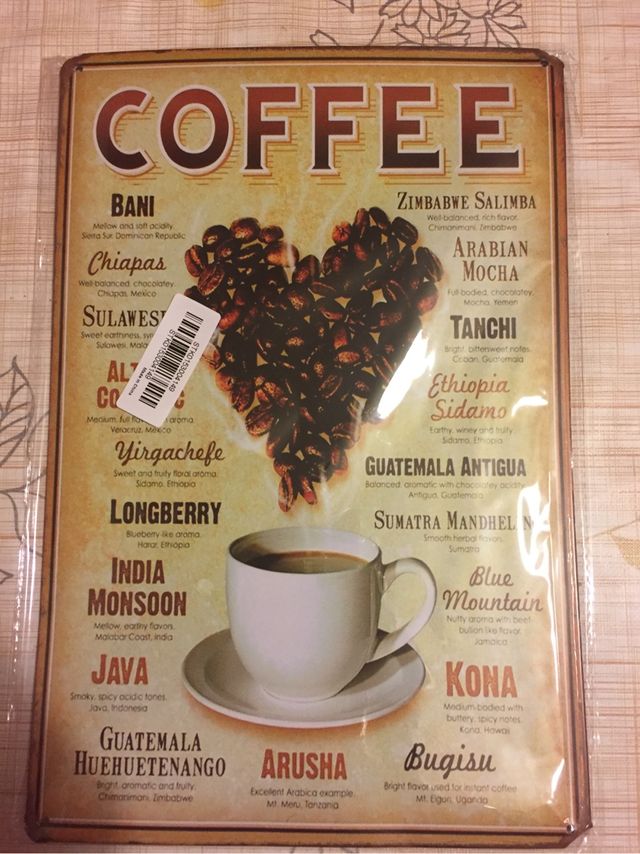 COFFEE
BANI
Mellow and soft acidity.
Sierra Sur, Dominican Republic
Chiapas
Well-balanced, chocolatey.
Chiapas, Mexico
Sweet earthiness,
Sulawesi,
Medium, full aroma.
Veracruz, Mexico
Yirgachefe
Sweet and fruity floral aroma.
Sidamo, Ethiopia
LONGBERRY
Blueberry-like aroma.
Harar, Ethiopia
INDIA
MONSOON
Mellow, earthy flavors.
Malabar Coast, India
JAVA
Smoky, spicy acidic tones.
Java, Indonesia
GUATEMALA
HUEHUETENANGO
Bright, aromatic and fruity.
Chimanimani, Zimbabwe
STK0153004149
STK0153004149
Made in China
ZIMBABWE SALIMBA
Well-balanced, rich flavor.
Chimanimani, Zimbabwe
ARABIAN
MOCHA
Full-bodied, chocolatey.
Mocha, Yemen
TANCHI
Bright, bittersweet notes.
Coban, Guatemala
Ethiopia
Sidamo
Earthy, winey and fruity.
Sidamo, Ethiopia
GUATEMALA ANTIGUA
Balanced, aromatic with chocolatey acidity.
Antigua, Guatemala
SUMATRA
Smooth herbal flavors.
Sumatra
Blue
Mountain
Nutty aroma with beef
bullion like flavor.
Jamaica
KONA
Medium-bodied with
buttery, spicy notes.
Kona, Hawaii
ARUSHA
Excellent Arabica example.
Mt. Meru, Tanzania
Bugisu
Bright flavor used for instant coffee
Mt. Elgon, Uganda